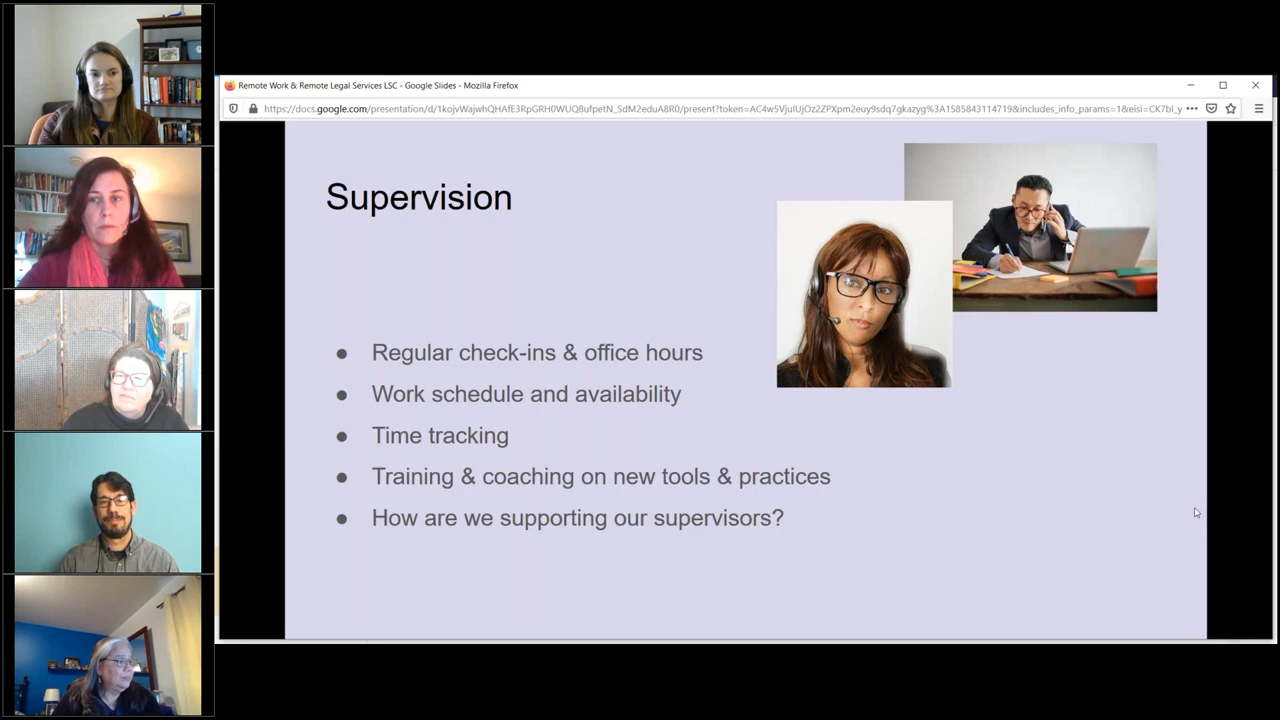 Remote Work & Remote Legal Services LSC - Google Slides - Mozilla Firefox
Supervision
● Regular check-ins & office hours
● Work schedule and availability
● Time tracking
● Training & coaching on new tools & practices
● How are we supporting our supervisors?